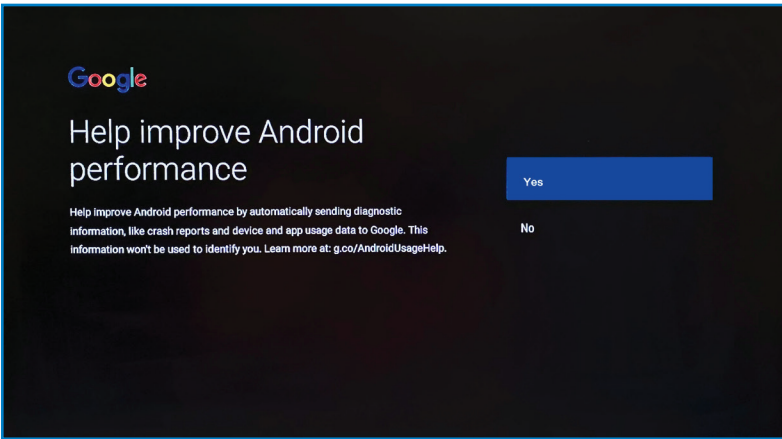 Google
Help improve Android
performance
Help improve Android performance by automatically sending diagnostic
information, like crash reports and device and app usage data to Google. This
information won't be used to identify you. Learn more at: g.co/AndroidUsageHelp.
Yes
No